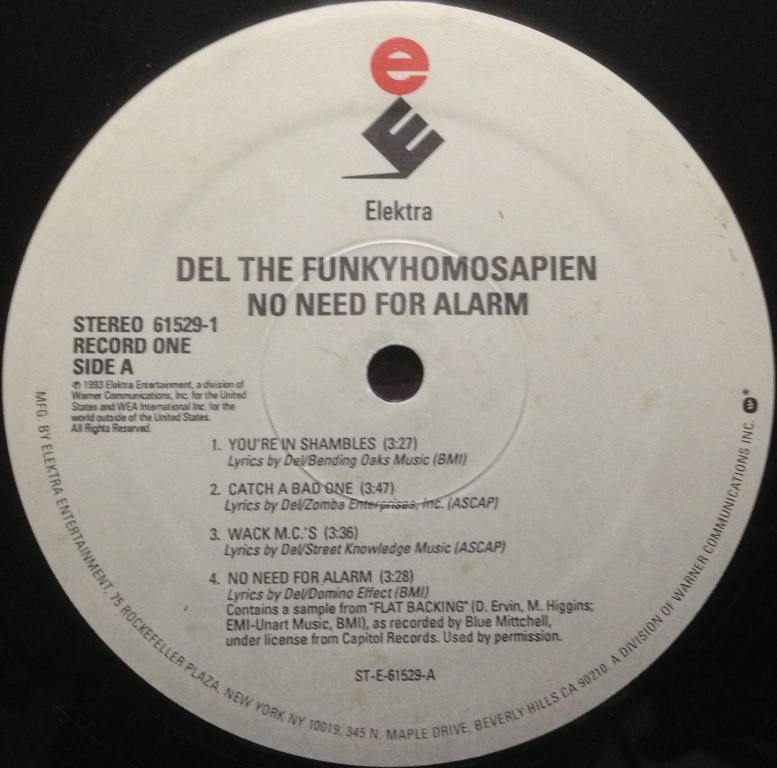 e
E
Elektra
DEL THE FUNKYHOMOSAPIEN
NO NEED FOR ALARM
STEREO 61529-1
RECORD ONE
SIDE A
℗ 1993 Elektra Entertainment, a division of
Warner Communications, Inc. for the United
States and WEA International Inc. for the
world outside of the United States.
All Rights Reserved.
1. YOU'RE IN SHAMBLES (3:27)
Lyrics by Del/Bending Oaks Music (BMI)
2. CATCH A BAD ONE (3:47)
Lyrics by Del/Zomba Enterprises, Inc. (ASCAP)
3. WACK M.C.'S (3:36)
Lyrics by Del/Street Knowledge Music (ASCAP)
4. NO NEED FOR ALARM (3:28)
Lyrics by Del/Domino Effect (BMI)
Contains a sample from "FLAT BACKING" (D. Ervin, M. Higgins;
EMI-Unart Music, BMI), as recorded by Blue Mittchell,
under license from Capitol Records. Used by permission.
ST-E-61529-A
MFG. BY ELEKTRA ENTERTAINMENT, 75 ROCKEFELLER PLAZA, NEW YORK NY 10019, 345 N. MAPLE DRIVE, BEVERLY HILLS CA 90210. A DIVISION OF WARNER COMMUNICATIONS INC.